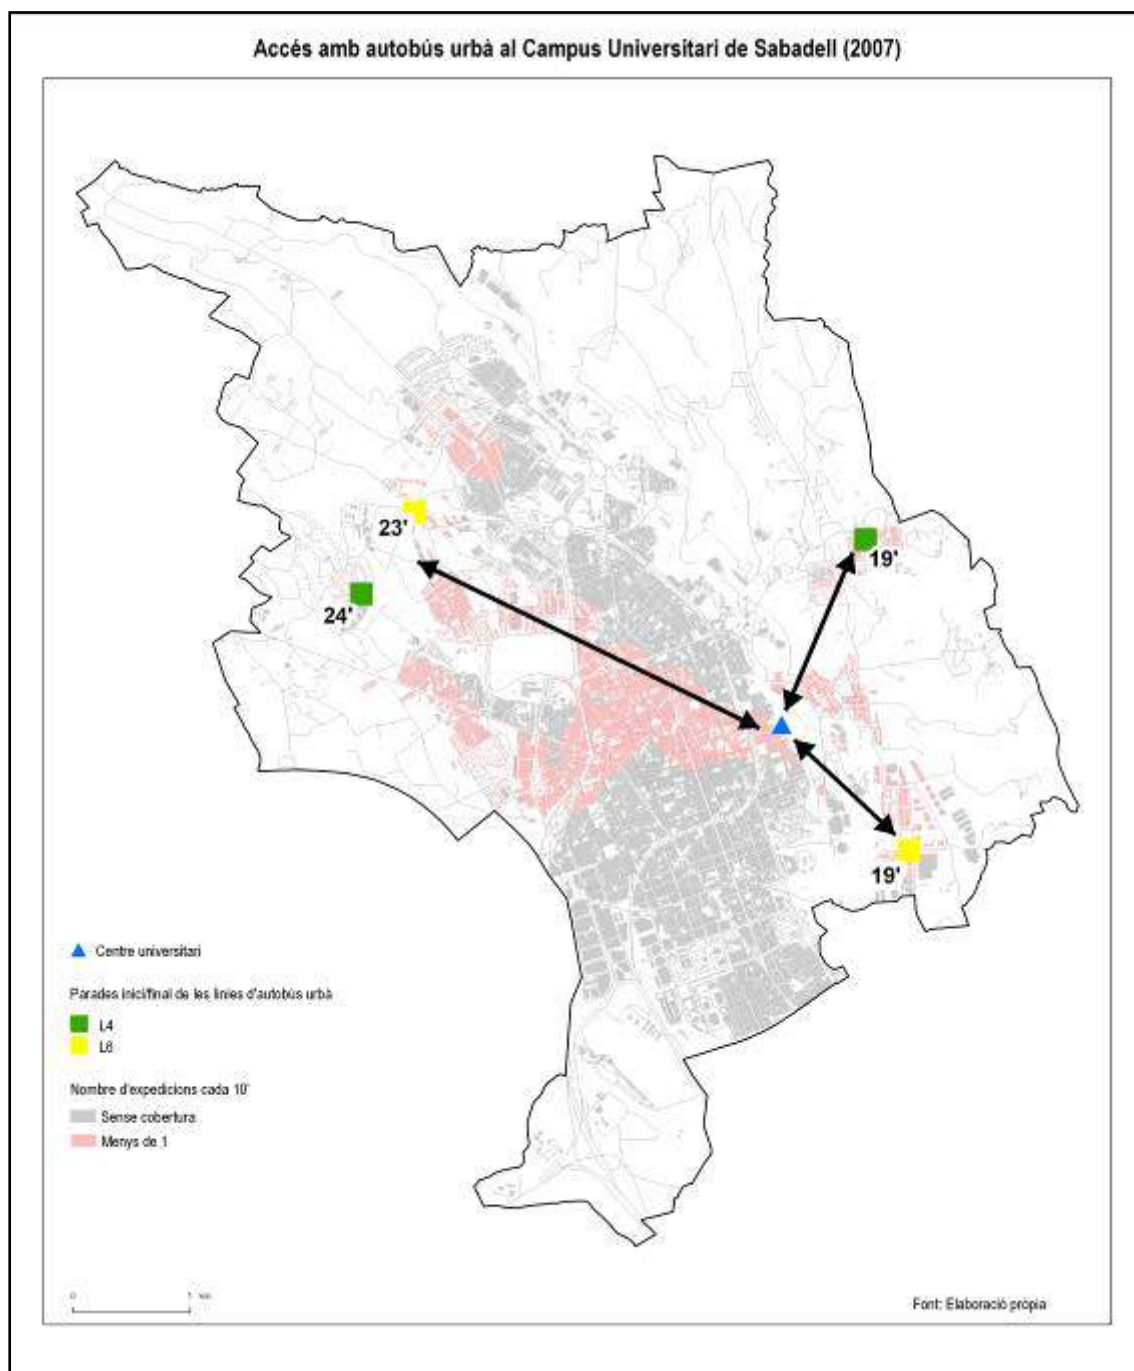 Accés amb autobús urbà al Campus Universitari de Sabadell (2007)
23'
19'
24'
19'
Centre universitari
Parades inici/final de les línies d'autobús urbà
L4
L6
Nombre d'expedicions cada 10'
Sense cobertura
Menys de 1
0 1 km
Font: Elaboració pròpia